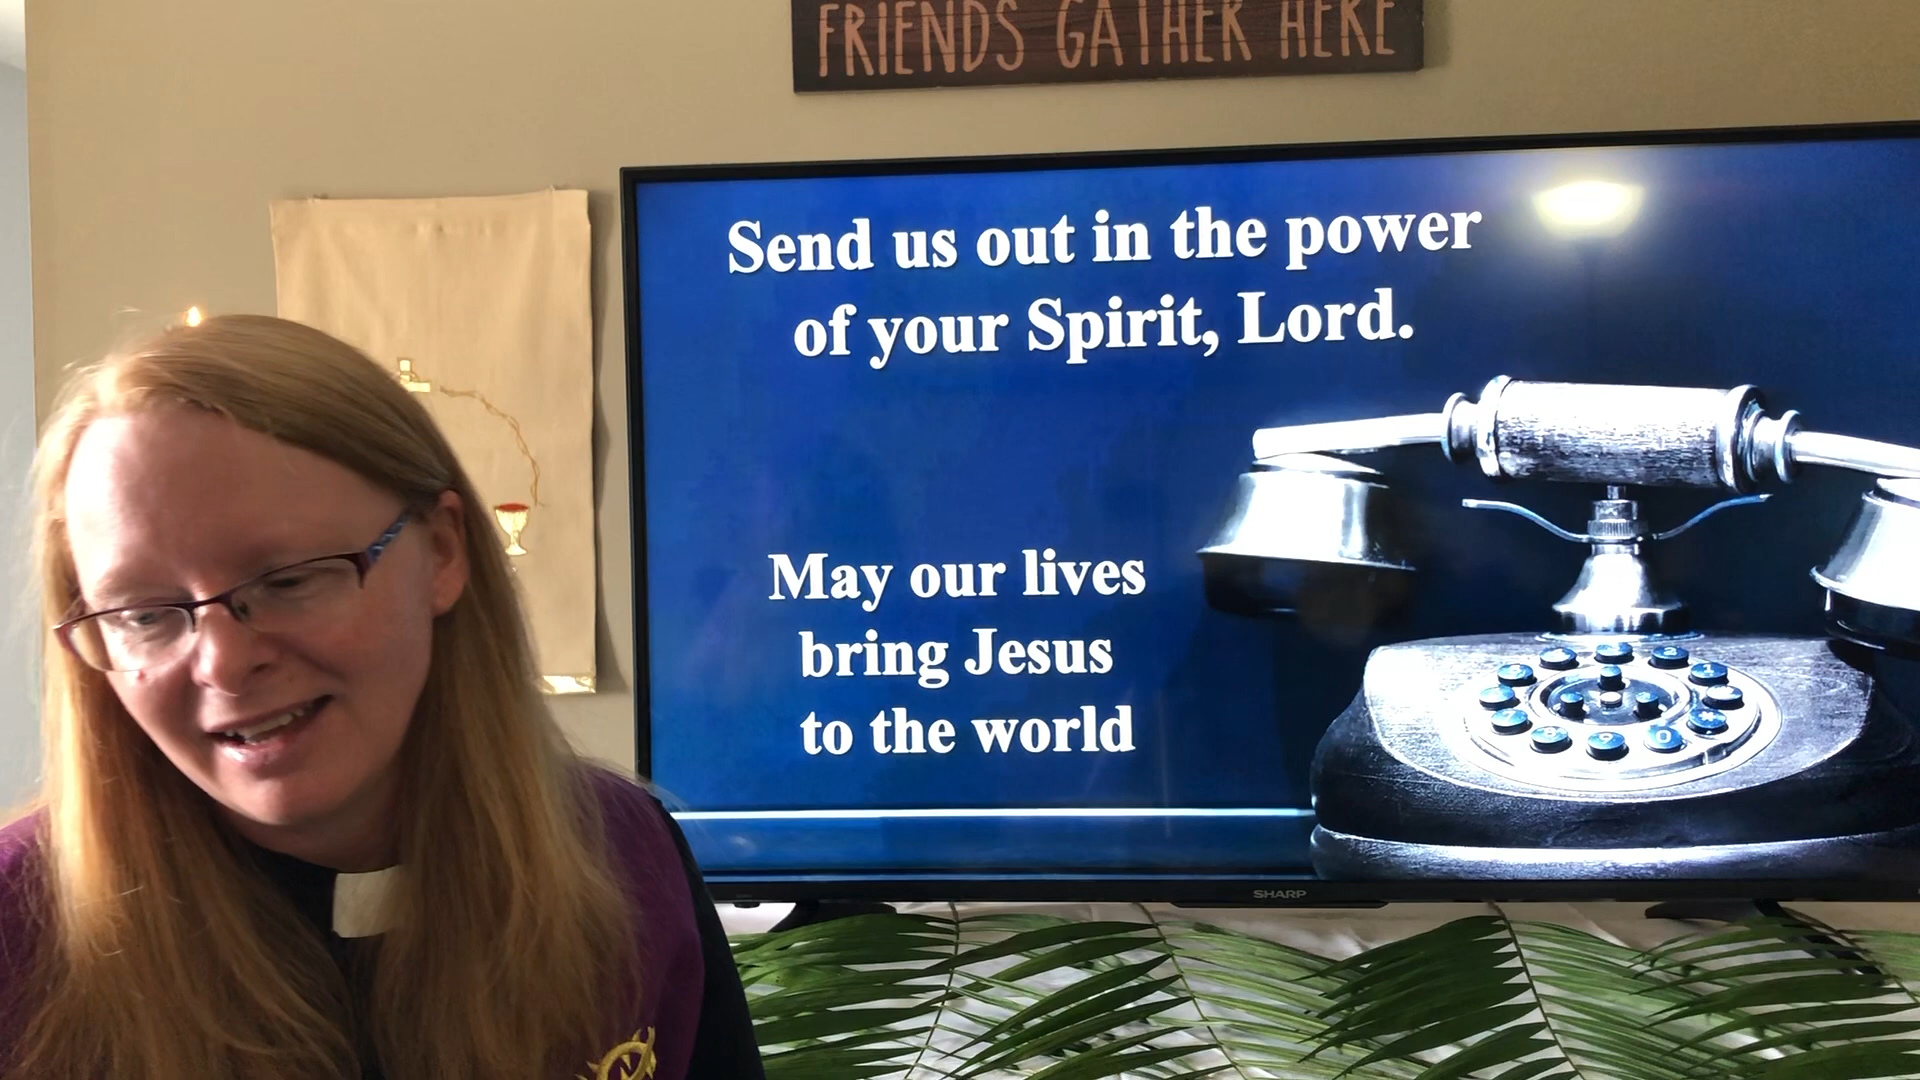 FRIENDS GATHER HERE
Send us out in the power
of your Spirit, Lord.
May our lives
bring Jesus
to the world
SHARP